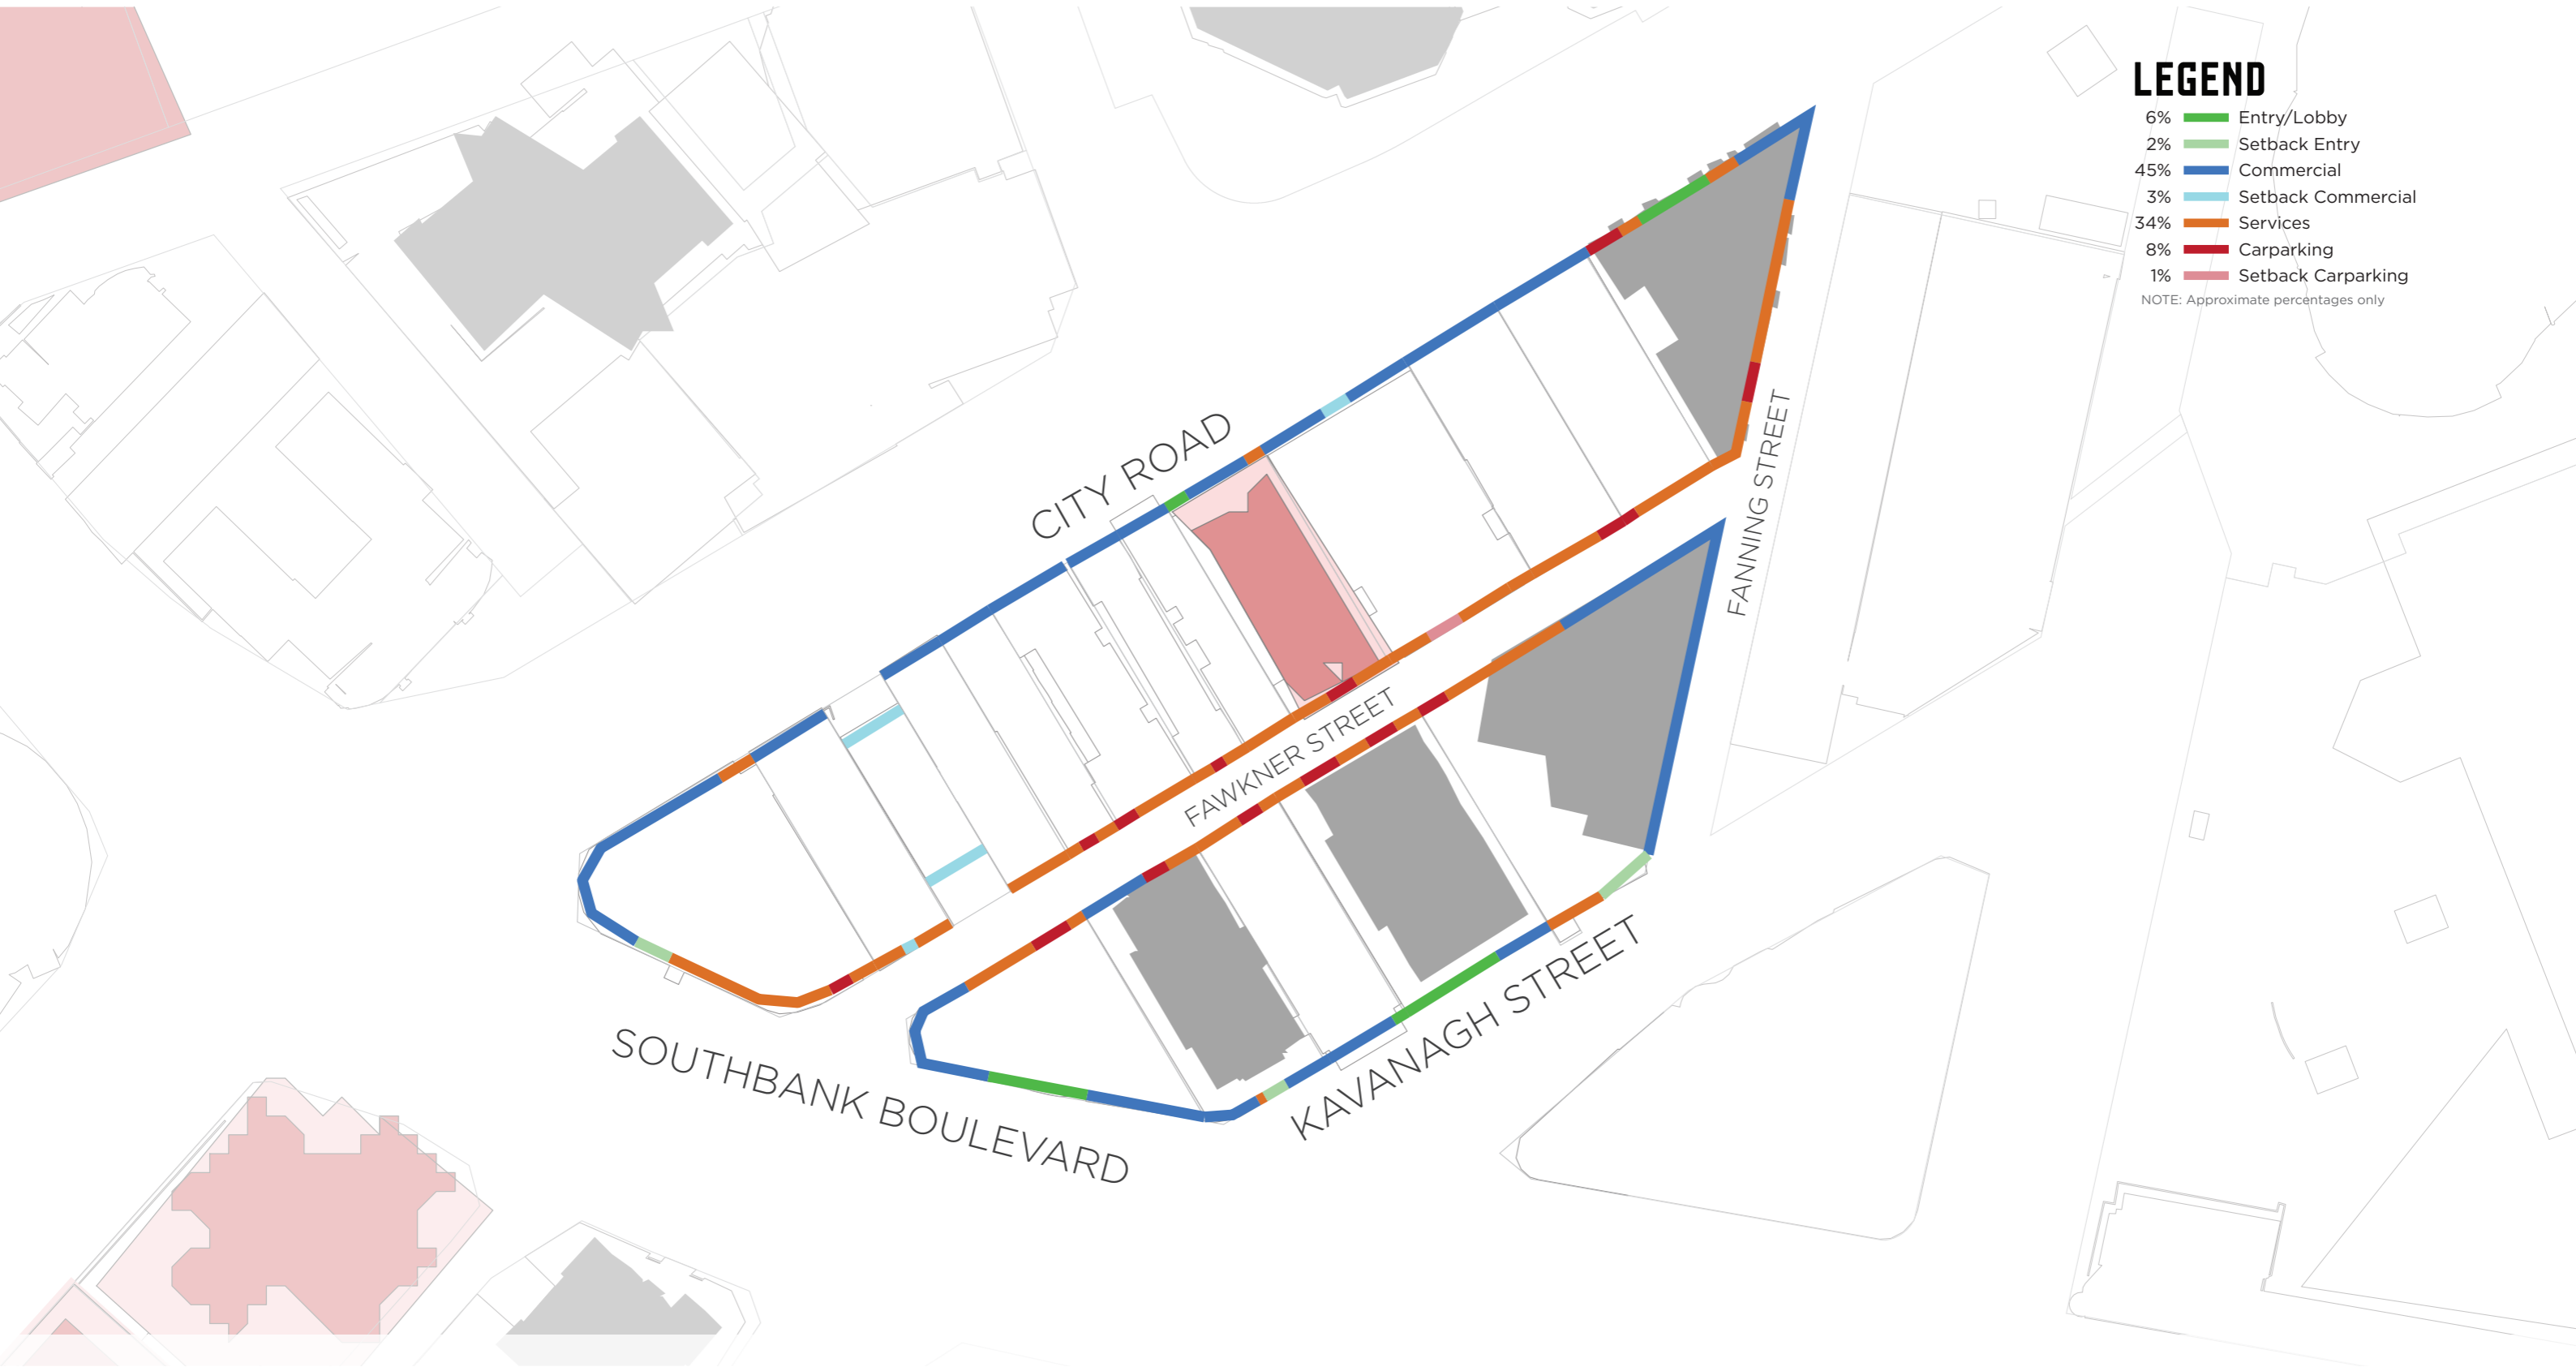 LEGEND
6% Entry/Lobby
2% Setback Entry
45% Commercial
3% Setback Commercial
34% Services
8% Carparking
1% Setback Carparking
NOTE: Approximate percentages only
CITY ROAD
FANNING STREET
FAWKNER STREET
KAVANAGH STREET
SOUTHBANK BOULEVARD